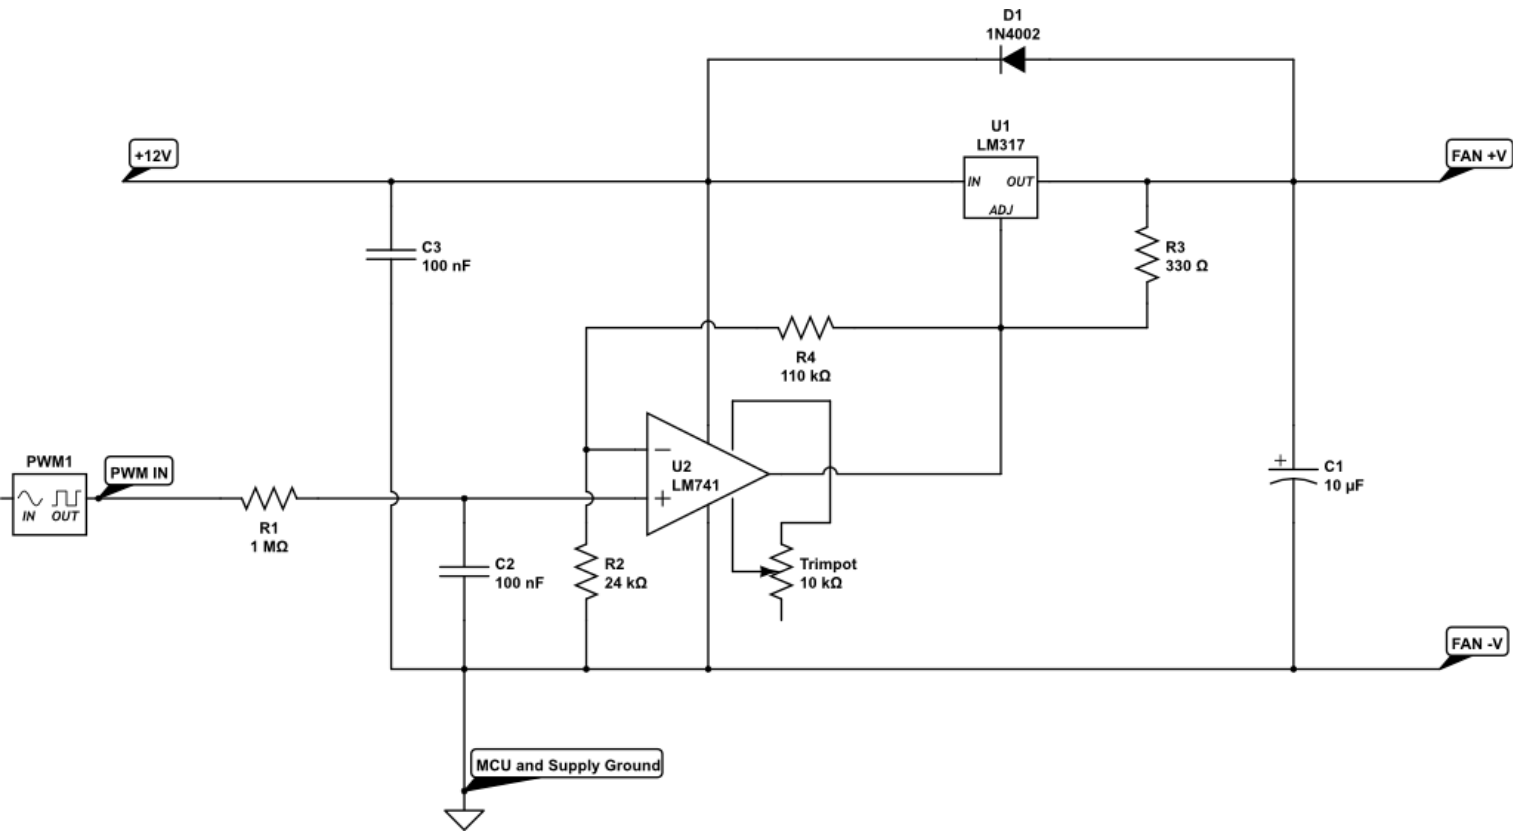 D1
1N4002
+12V
U1
LM317
IN OUT
ADJ
FAN +V
C3
100 nF
R3
330 Ω
R4
110 kΩ
PWM1
IN
OUT
PWM IN
R1
1 MΩ
U2
LM741
C1
10 µF
C2
100 nF
R2
24 kΩ
Trimpot
10 kΩ
FAN -V
MCU and Supply Ground